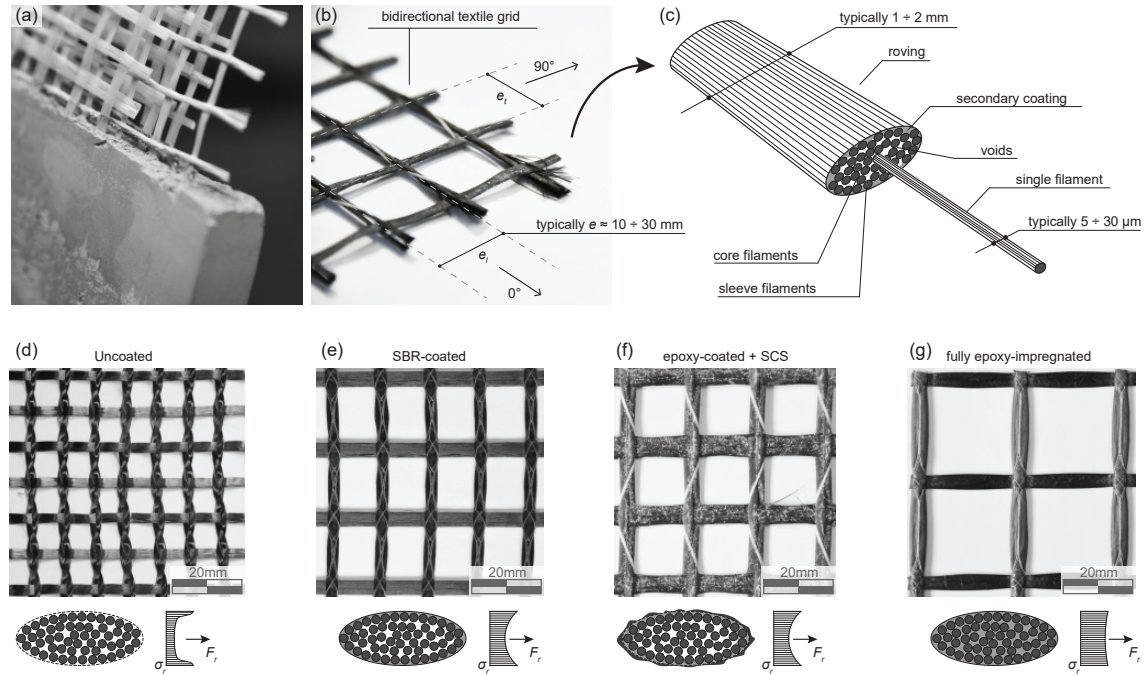 (a)
(b)
bidirectional textile grid
90°
et
typically e ≈ 10 ÷ 30 mm
el
0°
(c)
typically 1 ÷ 2 mm
roving
secondary coating
voids
single filament
typically 5 ÷ 30 µm
core filaments
sleeve filaments
(d)
Uncoated
20mm
σr
Fr
(e)
SBR-coated
20mm
σr
Fr
(f)
epoxy-coated + SCS
20mm
σr
Fr
(g)
fully epoxy-impregnated
20mm
σr
Fr